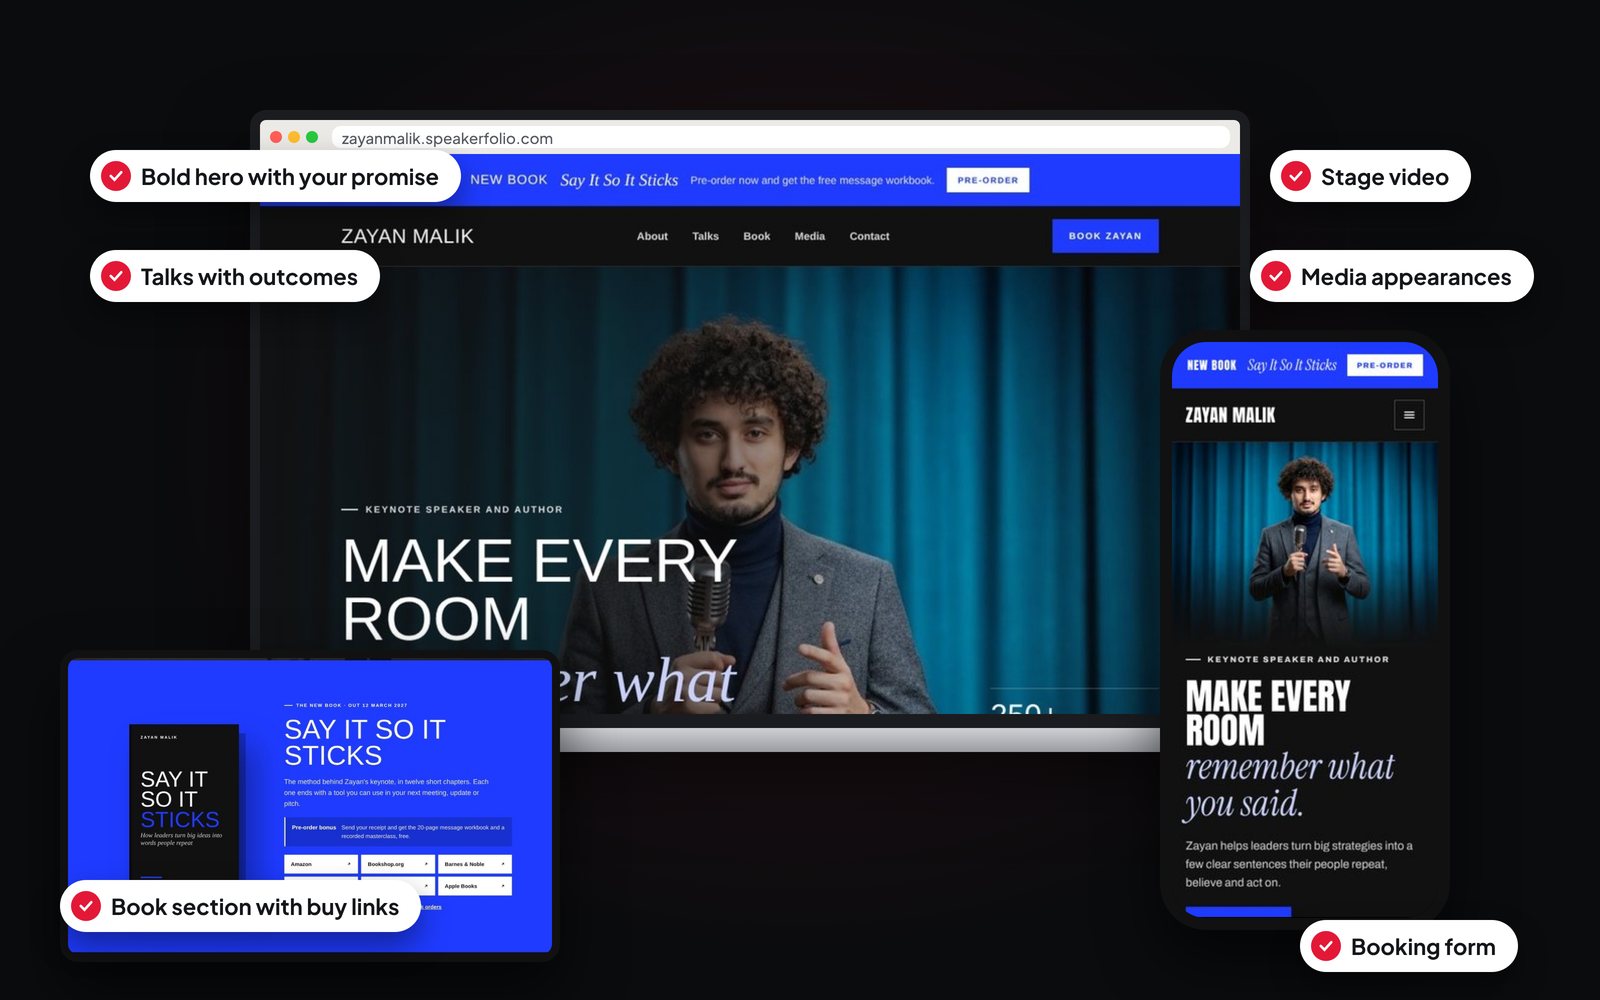 zayanmalik.speakerfolio.com
Bold hero with your promise
NEW BOOK Say It So It Sticks Pre-order now and get the free message workbook. PRE-ORDER
Stage video
ZAYAN MALIK About Talks Book Media Contact BOOK ZAYAN
Talks with outcomes
Media appearances
KEYNOTE SPEAKER AND AUTHOR
MAKE EVERY
ROOM
what
250+
NEW BOOK Say It So It Sticks PRE-ORDER
ZAYAN MALIK
KEYNOTE SPEAKER AND AUTHOR
MAKE EVERY
ROOM
remember what
you said.
Zayan helps leaders turn big strategies into a
few clear sentences their people repeat,
believe and act on.
Booking form
ZAYAN MALIK
SAY IT
SO IT
STICKS
How leaders turn big ideas into
words people repeat
THE NEW BOOK - OUT 12 MARCH 2027
SAY IT SO IT
STICKS
The method behind Zayan's keynote, in twelve short chapters. Each
one ends with a tool you can use in your next meeting, update or
pitch.
Pre-order bonus Send your receipt and get the 20-page message workbook and a
recorded masterclass, free.
Amazon Bookshop.org Barnes & Noble
Apple Books
orders
Book section with buy links